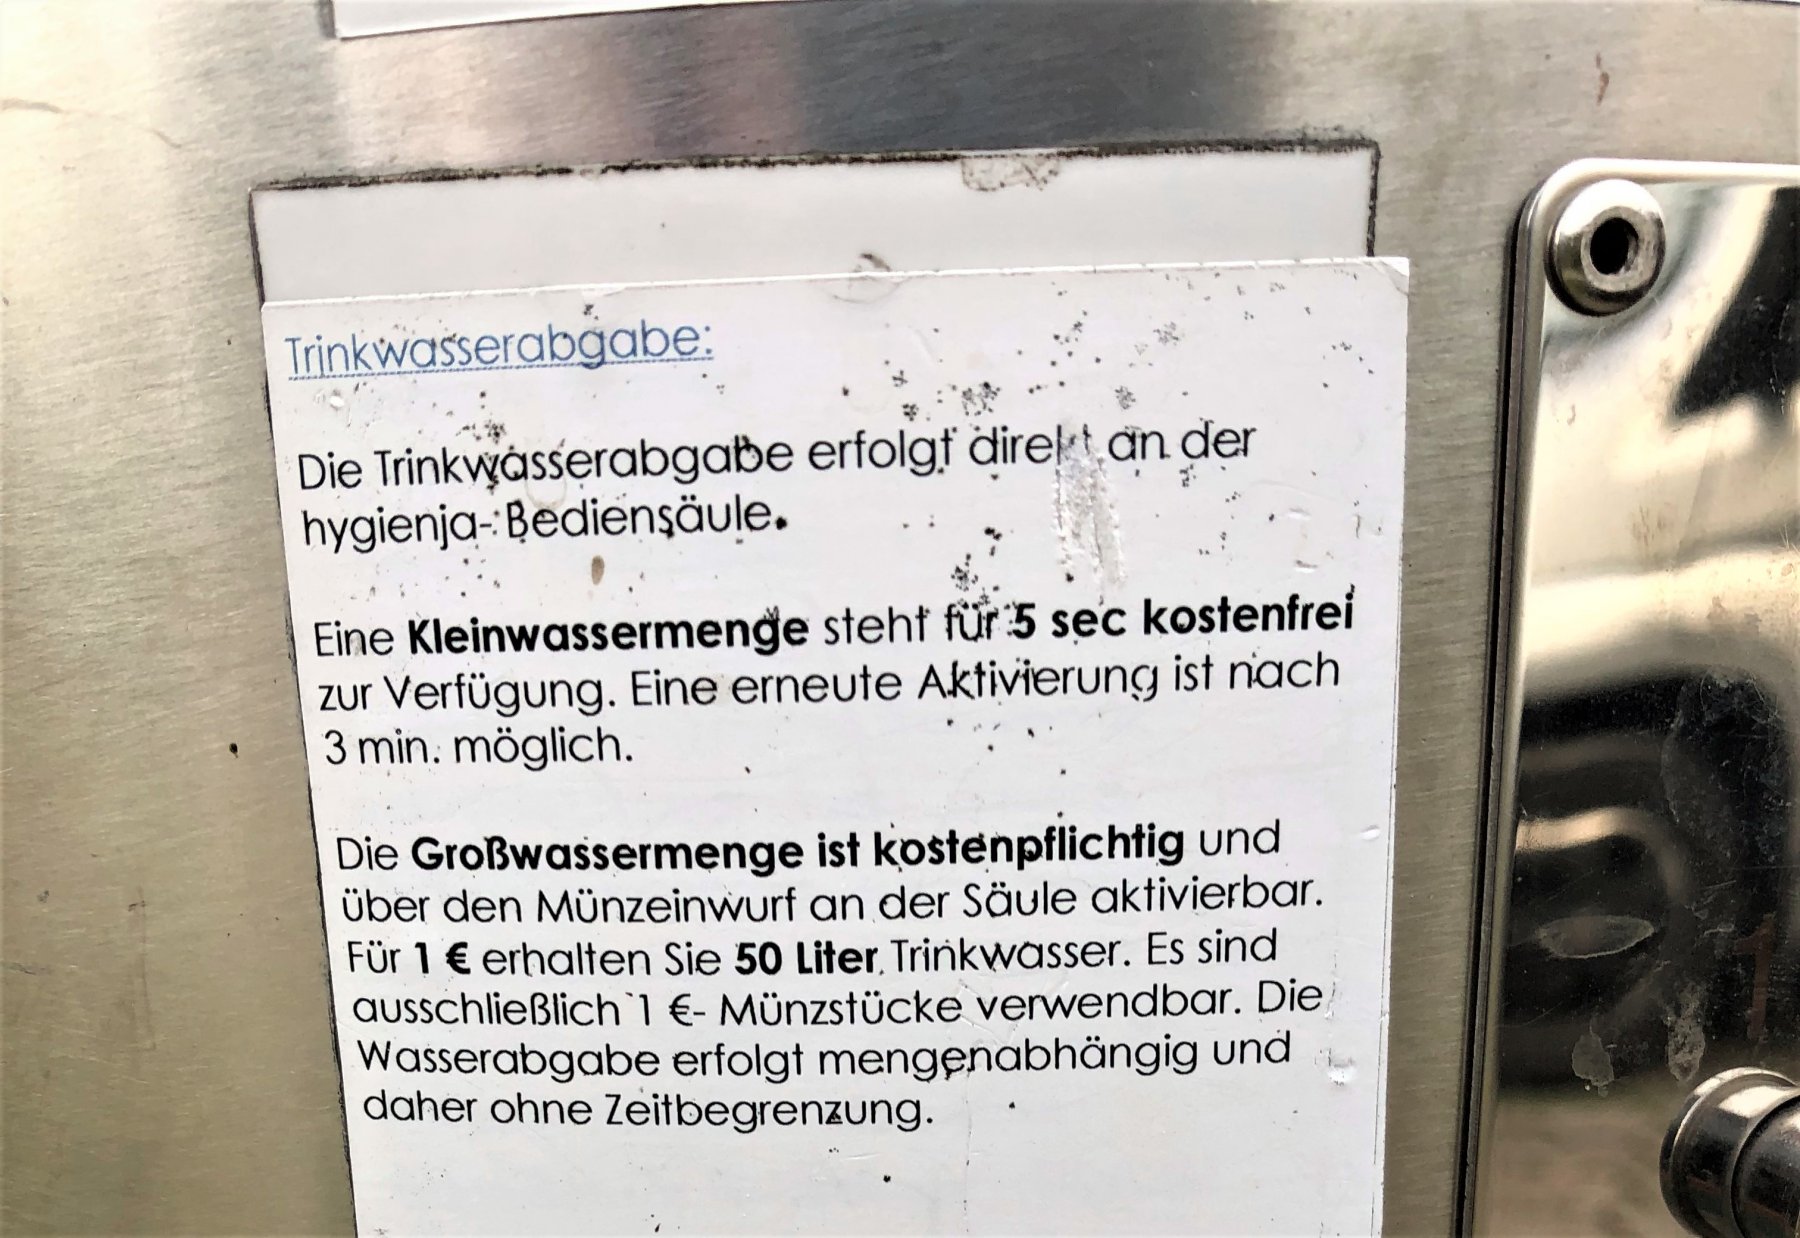 Trinkwasserabgabe:
Die Trinkwasserabgabe erfolgt direkt an der
hygienja-Bediensäule.
Eine Kleinwassermenge steht für 5 sec kostenfrei
zur Verfügung. Eine erneute Aktivierung ist nach
3 min. möglich.
Die Großwassermenge ist kostenpflichtig und
über den Münzeinwurf an der Säule aktivierbar.
Für 1 € erhalten Sie 50 Liter Trinkwasser. Es sind
ausschließlich 1 €- Münzstücke verwendbar. Die
Wasserabgabe erfolgt mengenabhängig und
daher ohne Zeitbegrenzung.